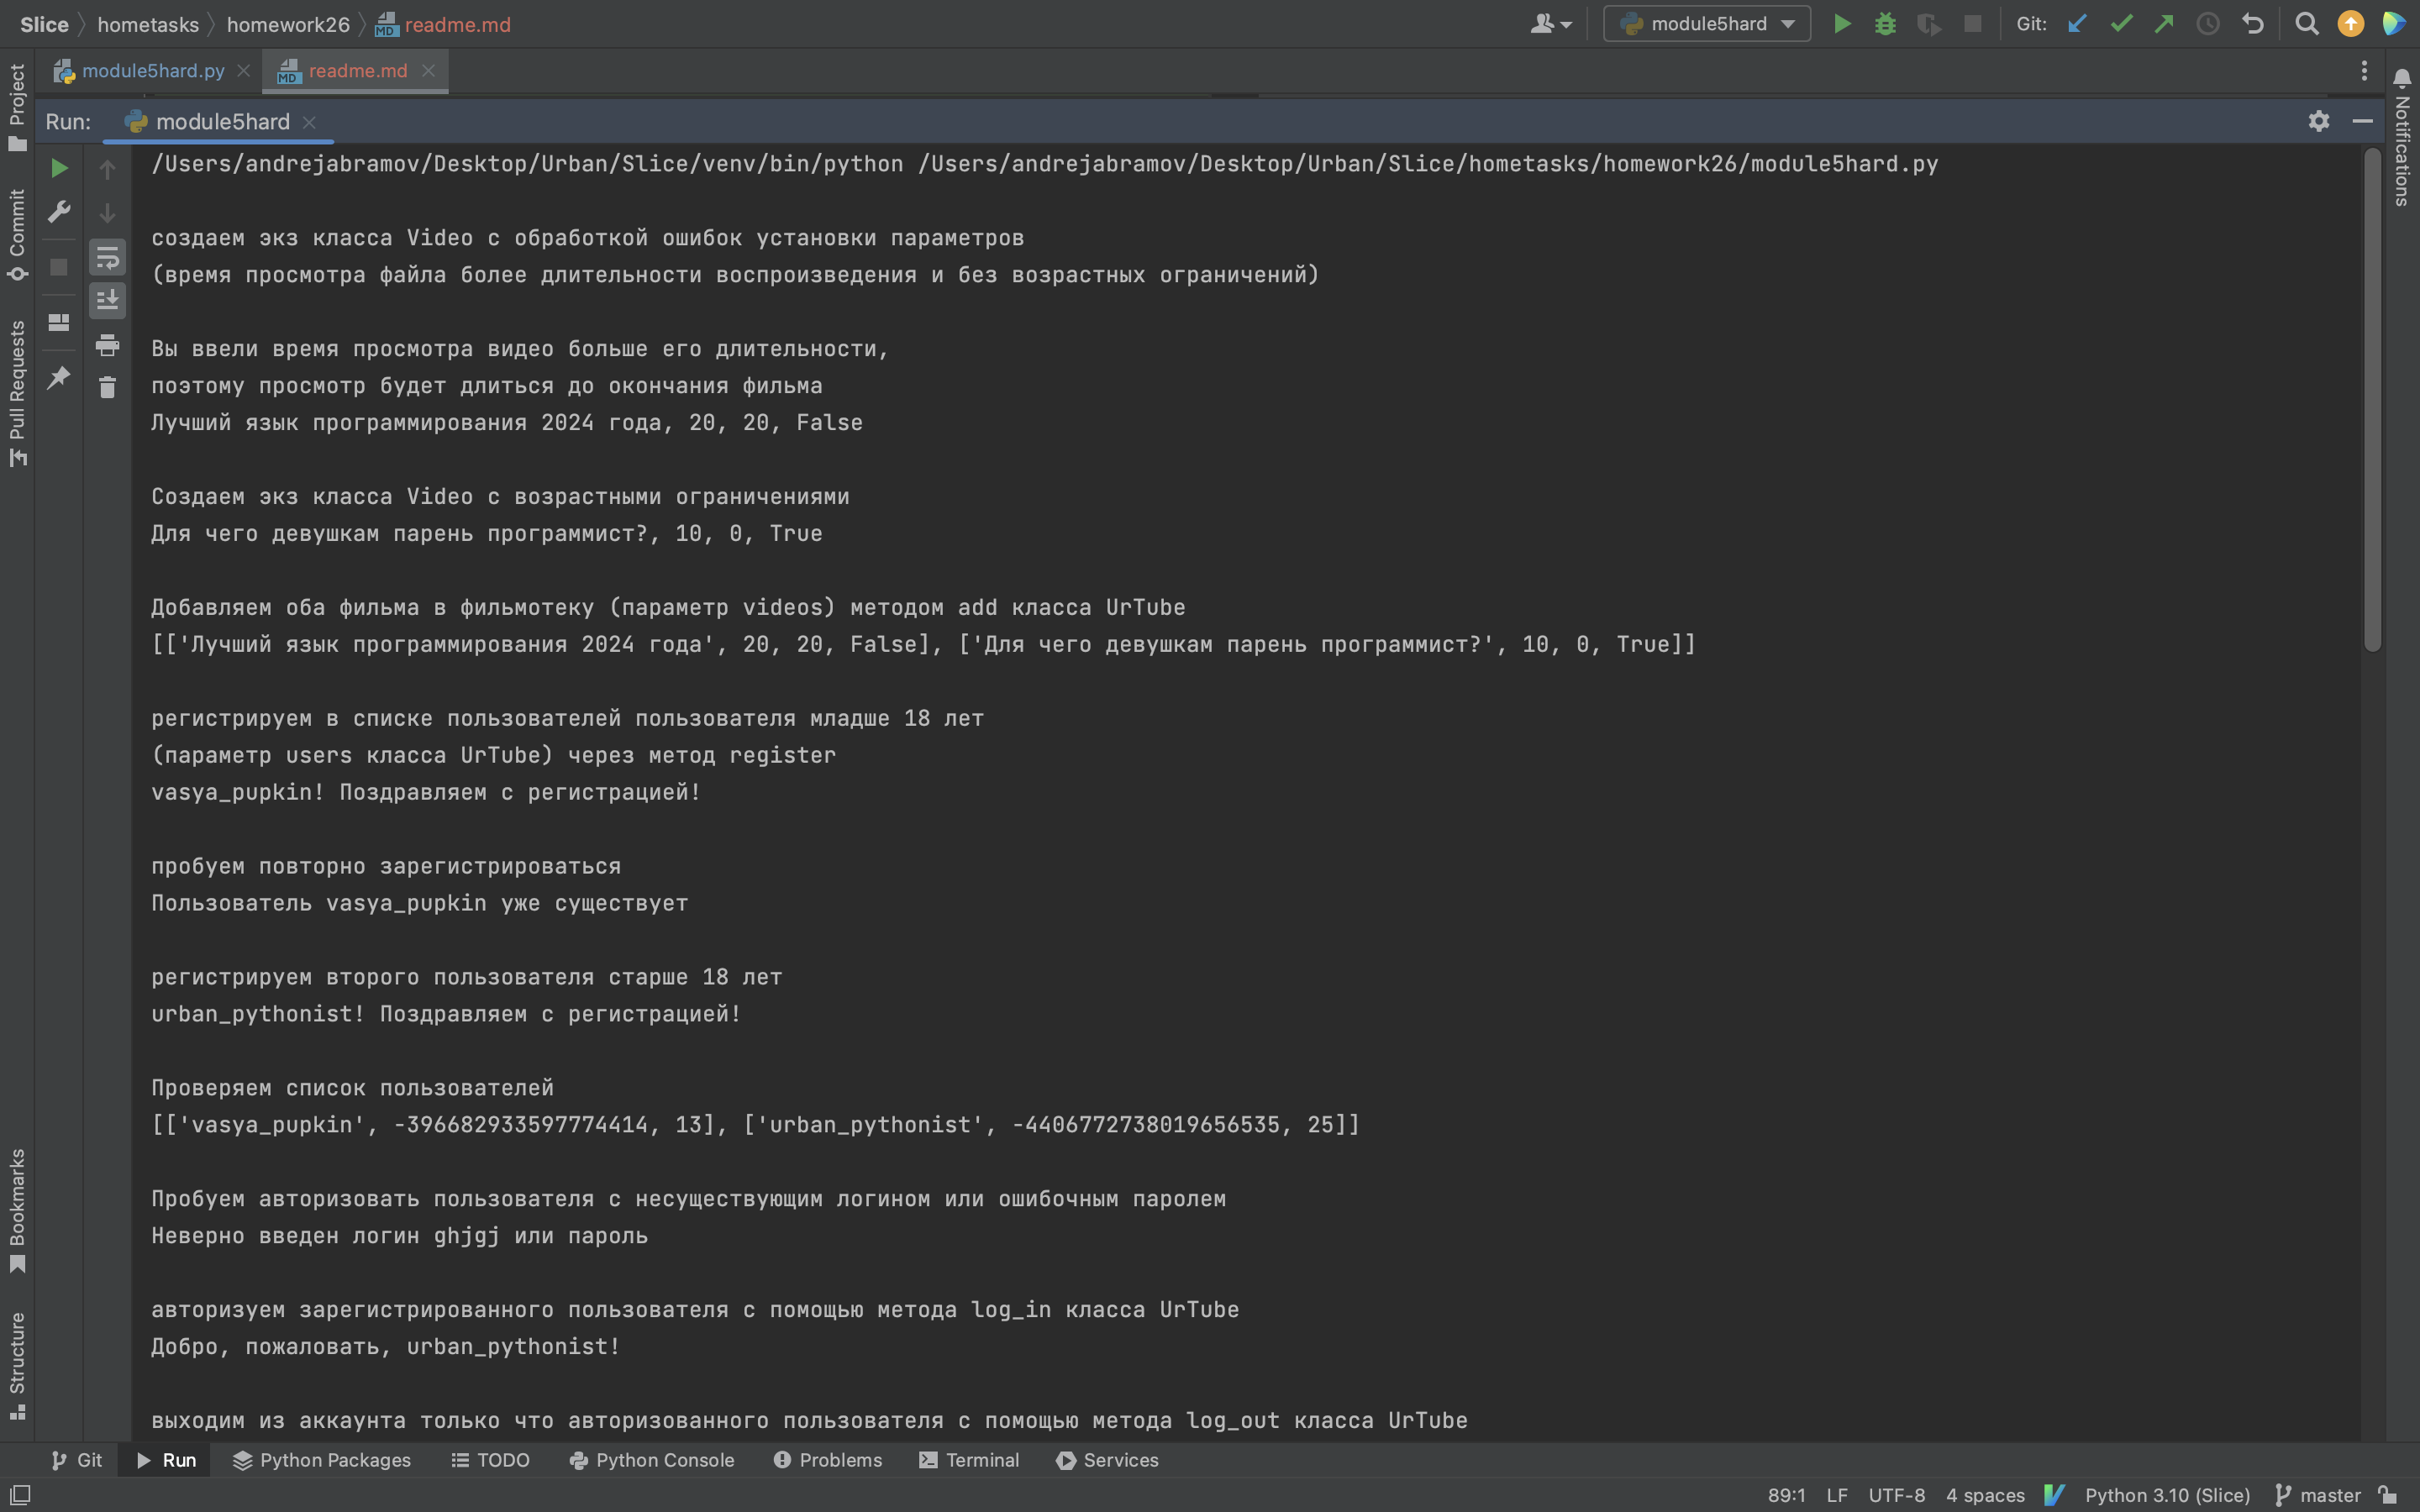 Slice hometasks homework26 readme.md
module5hard Git:
module5hard.py readme.md
Run: module5hard
/Users/andrejabramov/Desktop/Urban/Slice/venv/bin/python /Users/andrejabramov/Desktop/Urban/Slice/hometasks/homework26/module5hard.py
создаем экз класса Video с обработкой ошибок установки параметров
(время просмотра файла более длительности воспроизведения и без возрастных ограничений)
Вы ввели время просмотра видео больше его длительности,
поэтому просмотр будет длиться до окончания фильма
Лучший язык программирования 2024 года, 20, 20, False
Создаем экз класса Video с возрастными ограничениями
Для чего девушкам парень программист?, 10, 0, True
Добавляем оба фильма в фильмотеку (параметр videos) методом add класса UrTube
[['Лучший язык программирования 2024 года', 20, 20, False], ['Для чего девушкам парень программист?', 10, 0, True]]
регистрируем в списке пользователей пользователя младше 18 лет
(параметр users класса UrTube) через метод register
vasya_pupkin! Поздравляем с регистрацией!
пробуем повторно зарегистрироваться
Пользователь vasya_pupkin уже существует
регистрируем второго пользователя старше 18 лет
urban_pythonist! Поздравляем с регистрацией!
Проверяем список пользователей
[['vasya_pupkin', -396682933597774414, 13], ['urban_pythonist', -4406772738019656535, 25]]
Пробуем авторизовать пользователя с несуществующим логином или ошибочным паролем
Неверно введен логин ghjgj или пароль
авторизуем зарегистрированного пользователя с помощью метода log_in класса UrTube
Добро, пожаловать, urban_pythonist!
выходим из аккаунта только что авторизованного пользователя с помощью метода log_out класса UrTube
Project
Commit
Pull Requests
Bookmarks
Structure
Notifications
Git Run Python Packages TODO Python Console Problems Terminal Services
89:1 LF UTF-8 4 spaces Python 3.10 (Slice) master